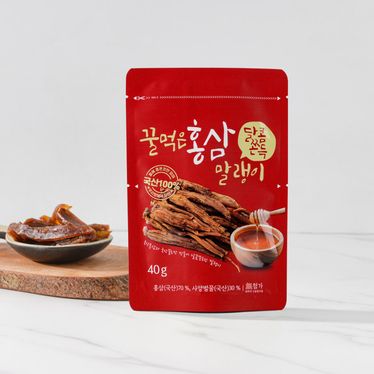 꿀먹은 홍삼
달콤
쫀득
말랭이
국산100%
40g
홍삼(국산)70 %, 사양벌꿀(국산)30 %